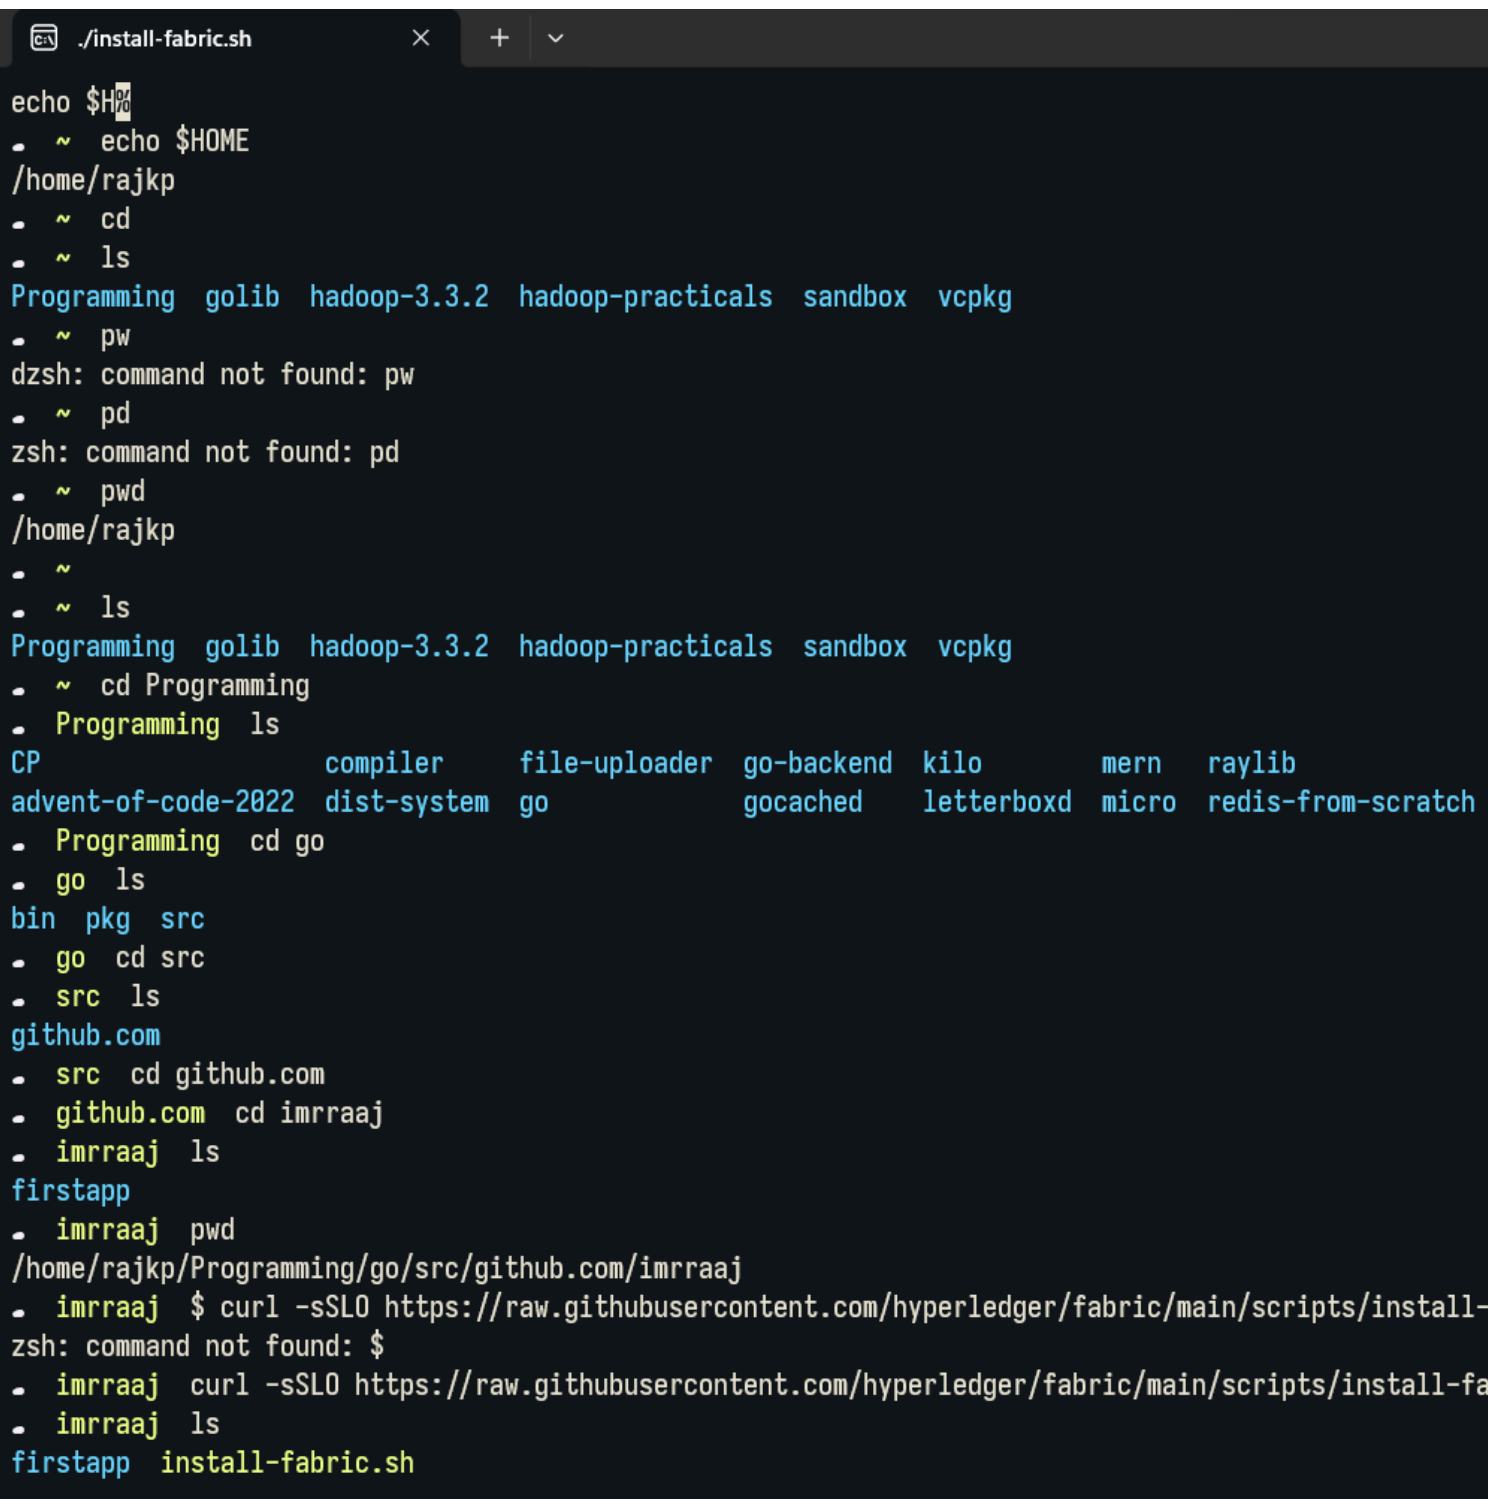 ./install-fabric.sh
echo $H%
~ echo $HOME
/home/rajkp
~ cd
~ ls
Programming golib hadoop-3.3.2 hadoop-practicals sandbox vcpkg
~ pw
dzsh: command not found: pw
~ pd
zsh: command not found: pd
~ pwd
/home/rajkp
~
~ ls
Programming golib hadoop-3.3.2 hadoop-practicals sandbox vcpkg
~ cd Programming
Programming ls
CP compiler file-uploader go-backend kilo mern raylib
advent-of-code-2022 dist-system go gocached letterboxd micro redis-from-scratch
Programming cd go
go ls
bin pkg src
go cd src
src ls
github.com
src cd github.com
github.com cd imrraaj
imrraaj ls
firstapp
imrraaj pwd
/home/rajkp/Programming/go/src/github.com/imrraaj
imrraaj $ curl -sSLO https://raw.githubusercontent.com/hyperledger/fabric/main/scripts/install-
zsh: command not found: $
imrraaj curl -sSLO https://raw.githubusercontent.com/hyperledger/fabric/main/scripts/install-fa
imrraaj ls
firstapp install-fabric.sh